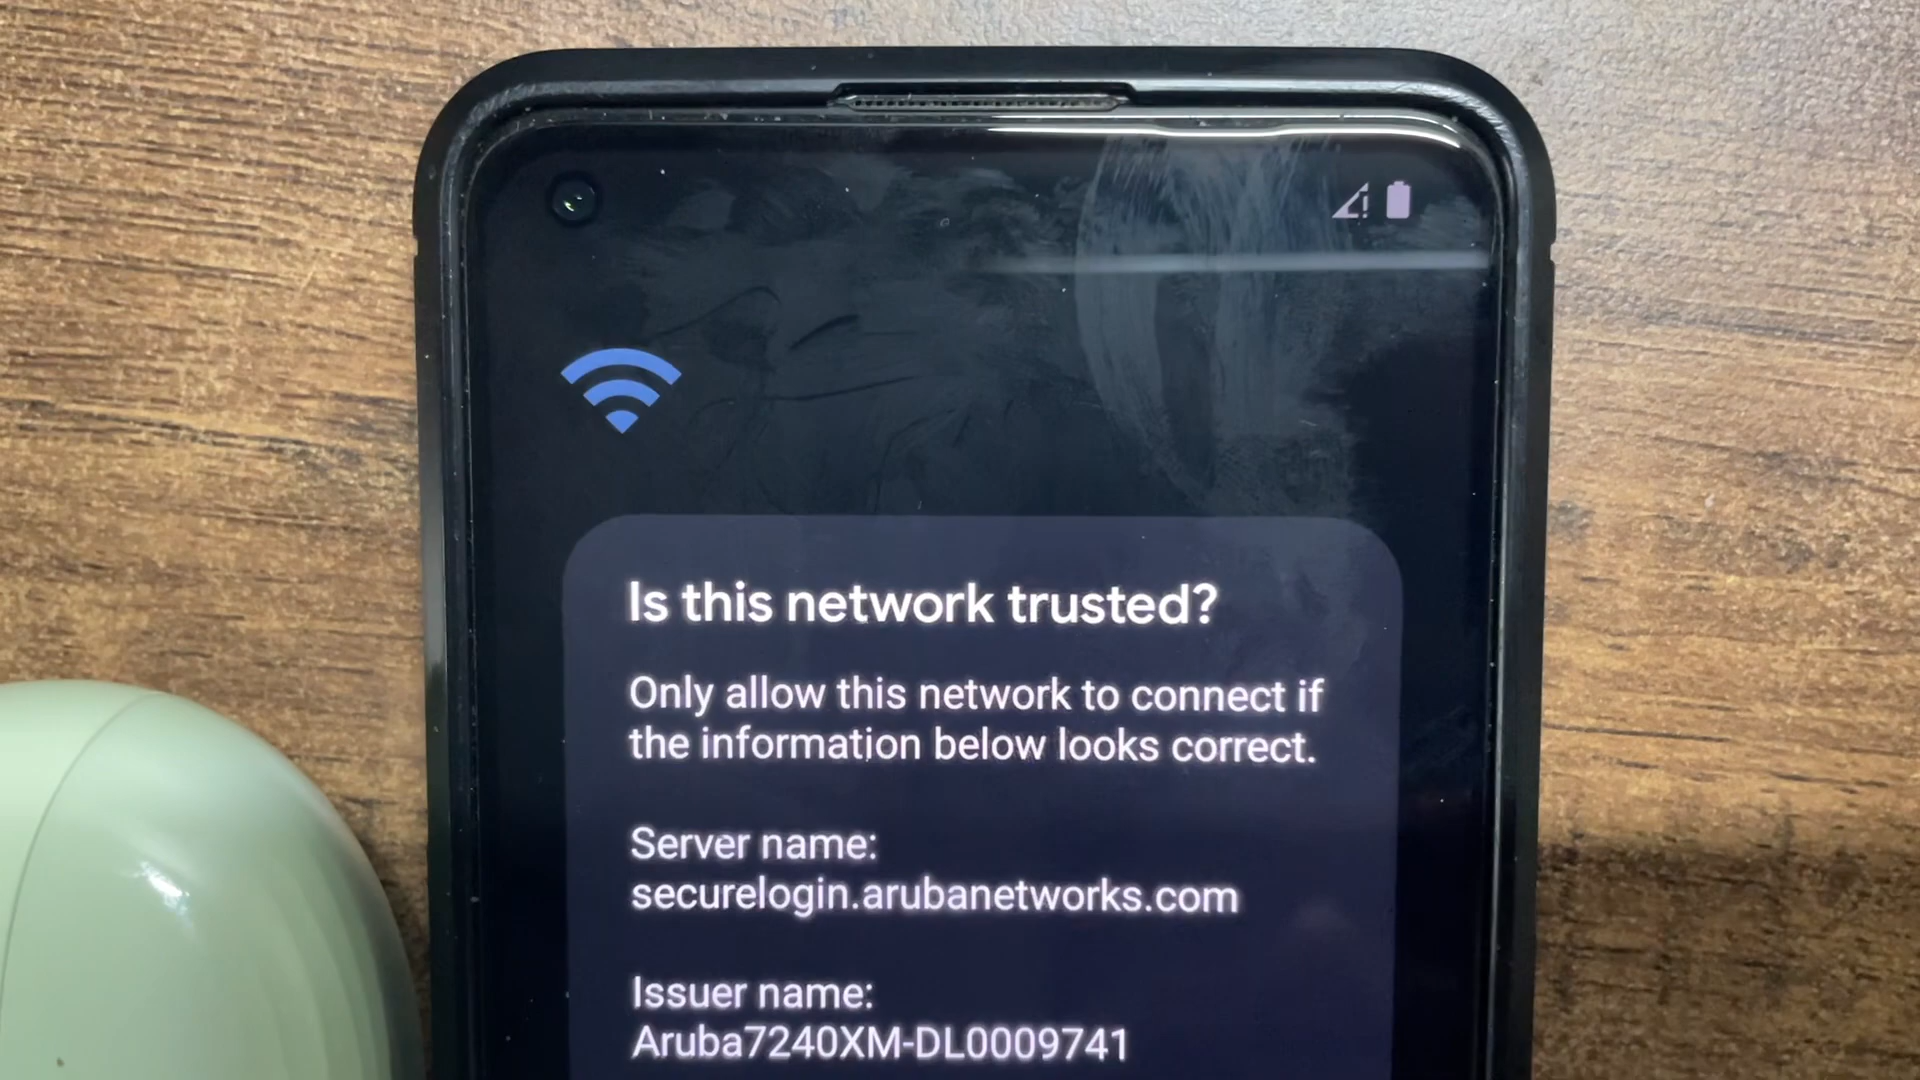 Is this network trusted?
Only allow this network to connect if
the information below looks correct.
Server name:
securelogin.arubanetworks.com
Issuer name:
Aruba7240XM-DL0009741